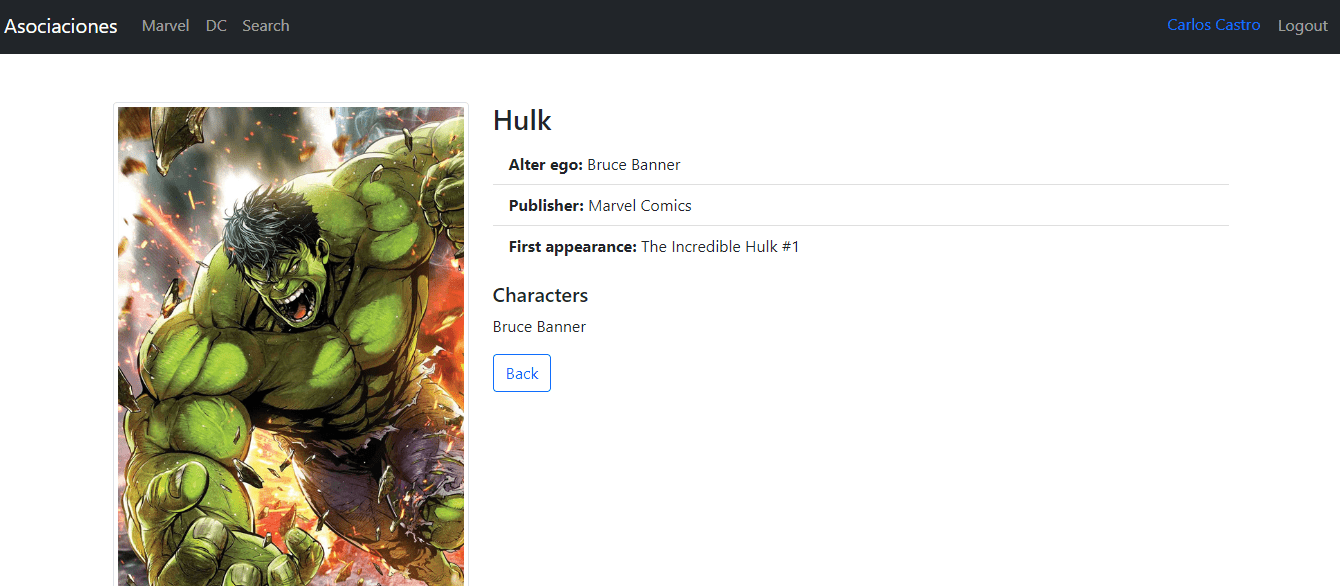 Asociaciones Marvel DC Search Carlos Castro Logout
Hulk
Alter ego: Bruce Banner
Publisher: Marvel Comics
First appearance: The Incredible Hulk #1
Characters
Bruce Banner
Back